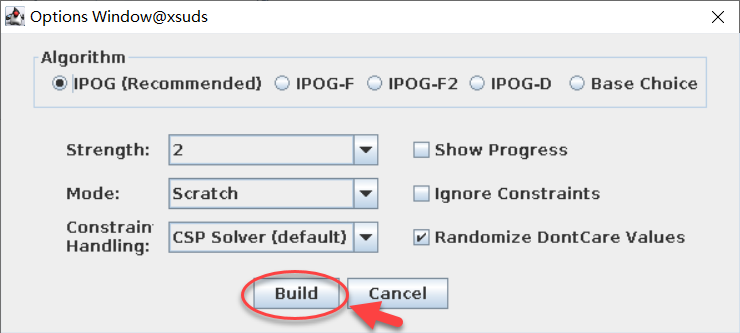 Options Window@xsuds
Algorithm
IPOG (Recommended) IPOG-F IPOG-F2 IPOG-D Base Choice
Strength: 2 Show Progress
Mode: Scratch Ignore Constraints
Constrain
Handling: CSP Solver (default) Randomize DontCare Values
Build Cancel